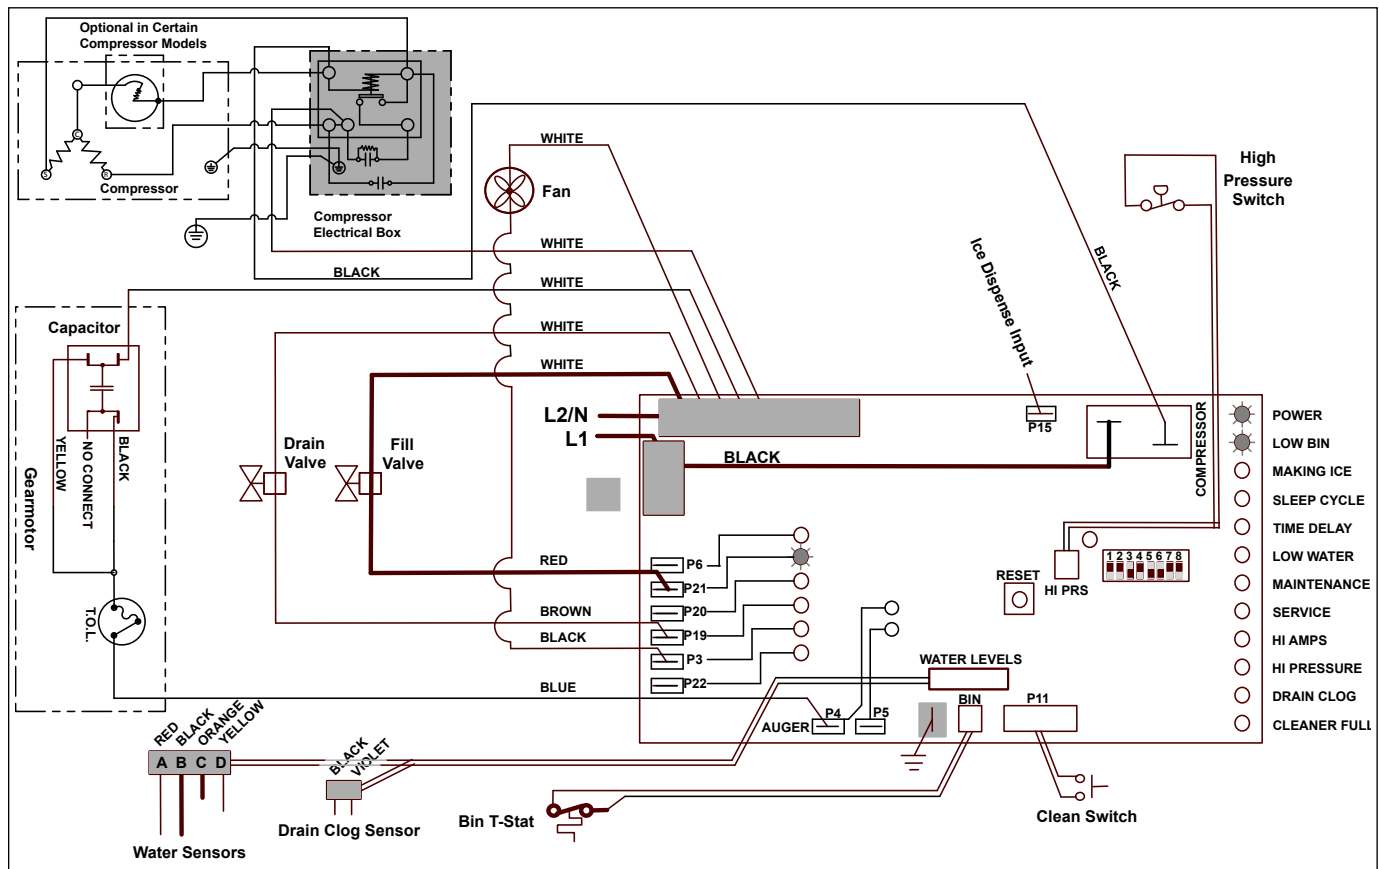 Optional in Certain
Compressor Models
C
S
R
Compressor
Compressor
Electrical Box
WHITE
Fan
WHITE
BLACK
WHITE
WHITE
WHITE
High
Pressure
Switch
BLACK
Ice Dispense Input
P15
Capacitor
YELLOW
NO CONNECT
BLACK
Gearmotor
T.O.L.
Drain
Valve
Fill
Valve
L2/N
L1
BLACK
COMPRESSOR
POWER
LOW BIN
MAKING ICE
SLEEP CYCLE
TIME DELAY
LOW WATER
MAINTENANCE
SERVICE
HI AMPS
HI PRESSURE
DRAIN CLOG
CLEANER FULL
RED
BROWN
BLACK
BLUE
P6
P21
P20
P19
P3
P22
RESET
HI PRS
1 2 3 4 5 6 7 8
WATER LEVELS
AUGER
P4
P5
BIN
P11
RED
BLACK
ORANGE
YELLOW
A B C D
Water Sensors
BLACK
VIOLET
Drain Clog Sensor
Bin T-Stat
Clean Switch